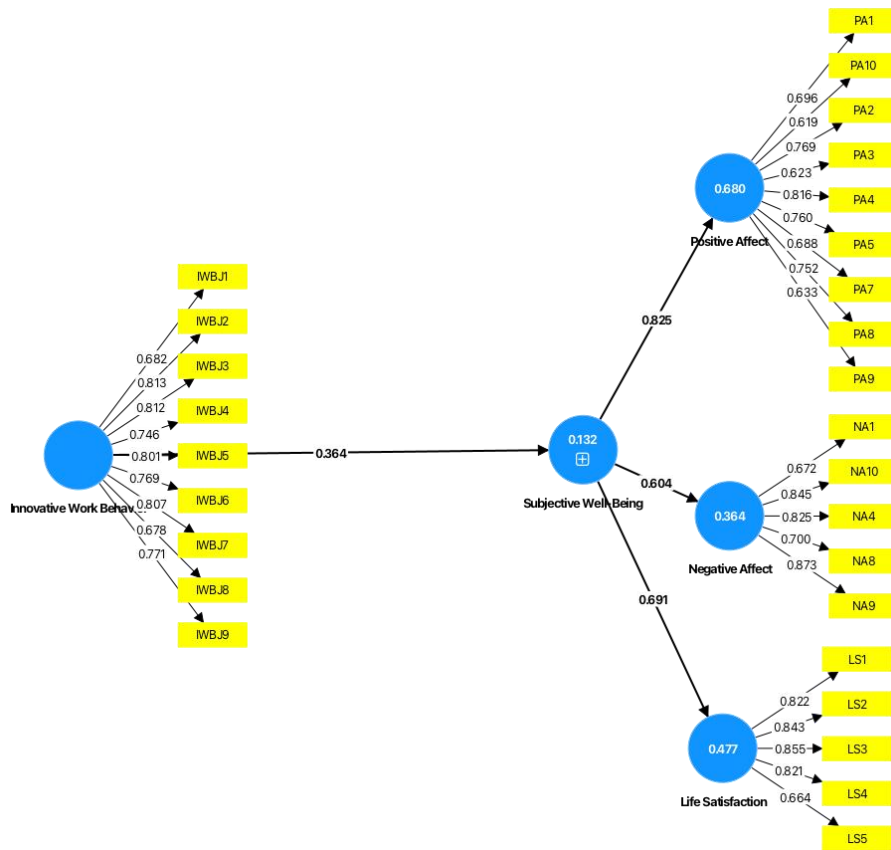 PA1
PA10
PA2
PA3
PA4
PA5
PA7
PA8
PA9
0.696
0.619
0.769
0.623
0.816
0.760
0.688
0.752
0.633
0.680
Positive Affect
0.825
IWBJ1
IWBJ2
IWBJ3
IWBJ4
IWBJ5
IWBJ6
IWBJ7
IWBJ8
IWBJ9
0.682
0.813
0.812
0.746
0.801
0.769
0.807
0.678
0.771
Innovative Work Behav...
0.364
0.132
Subjective Well-Being
0.604
0.364
Negative Affect
NA1
NA10
NA4
NA8
NA9
0.672
0.845
0.825
0.700
0.873
0.691
0.477
Life Satisfaction
LS1
LS2
LS3
LS4
LS5
0.822
0.843
0.855
0.821
0.664